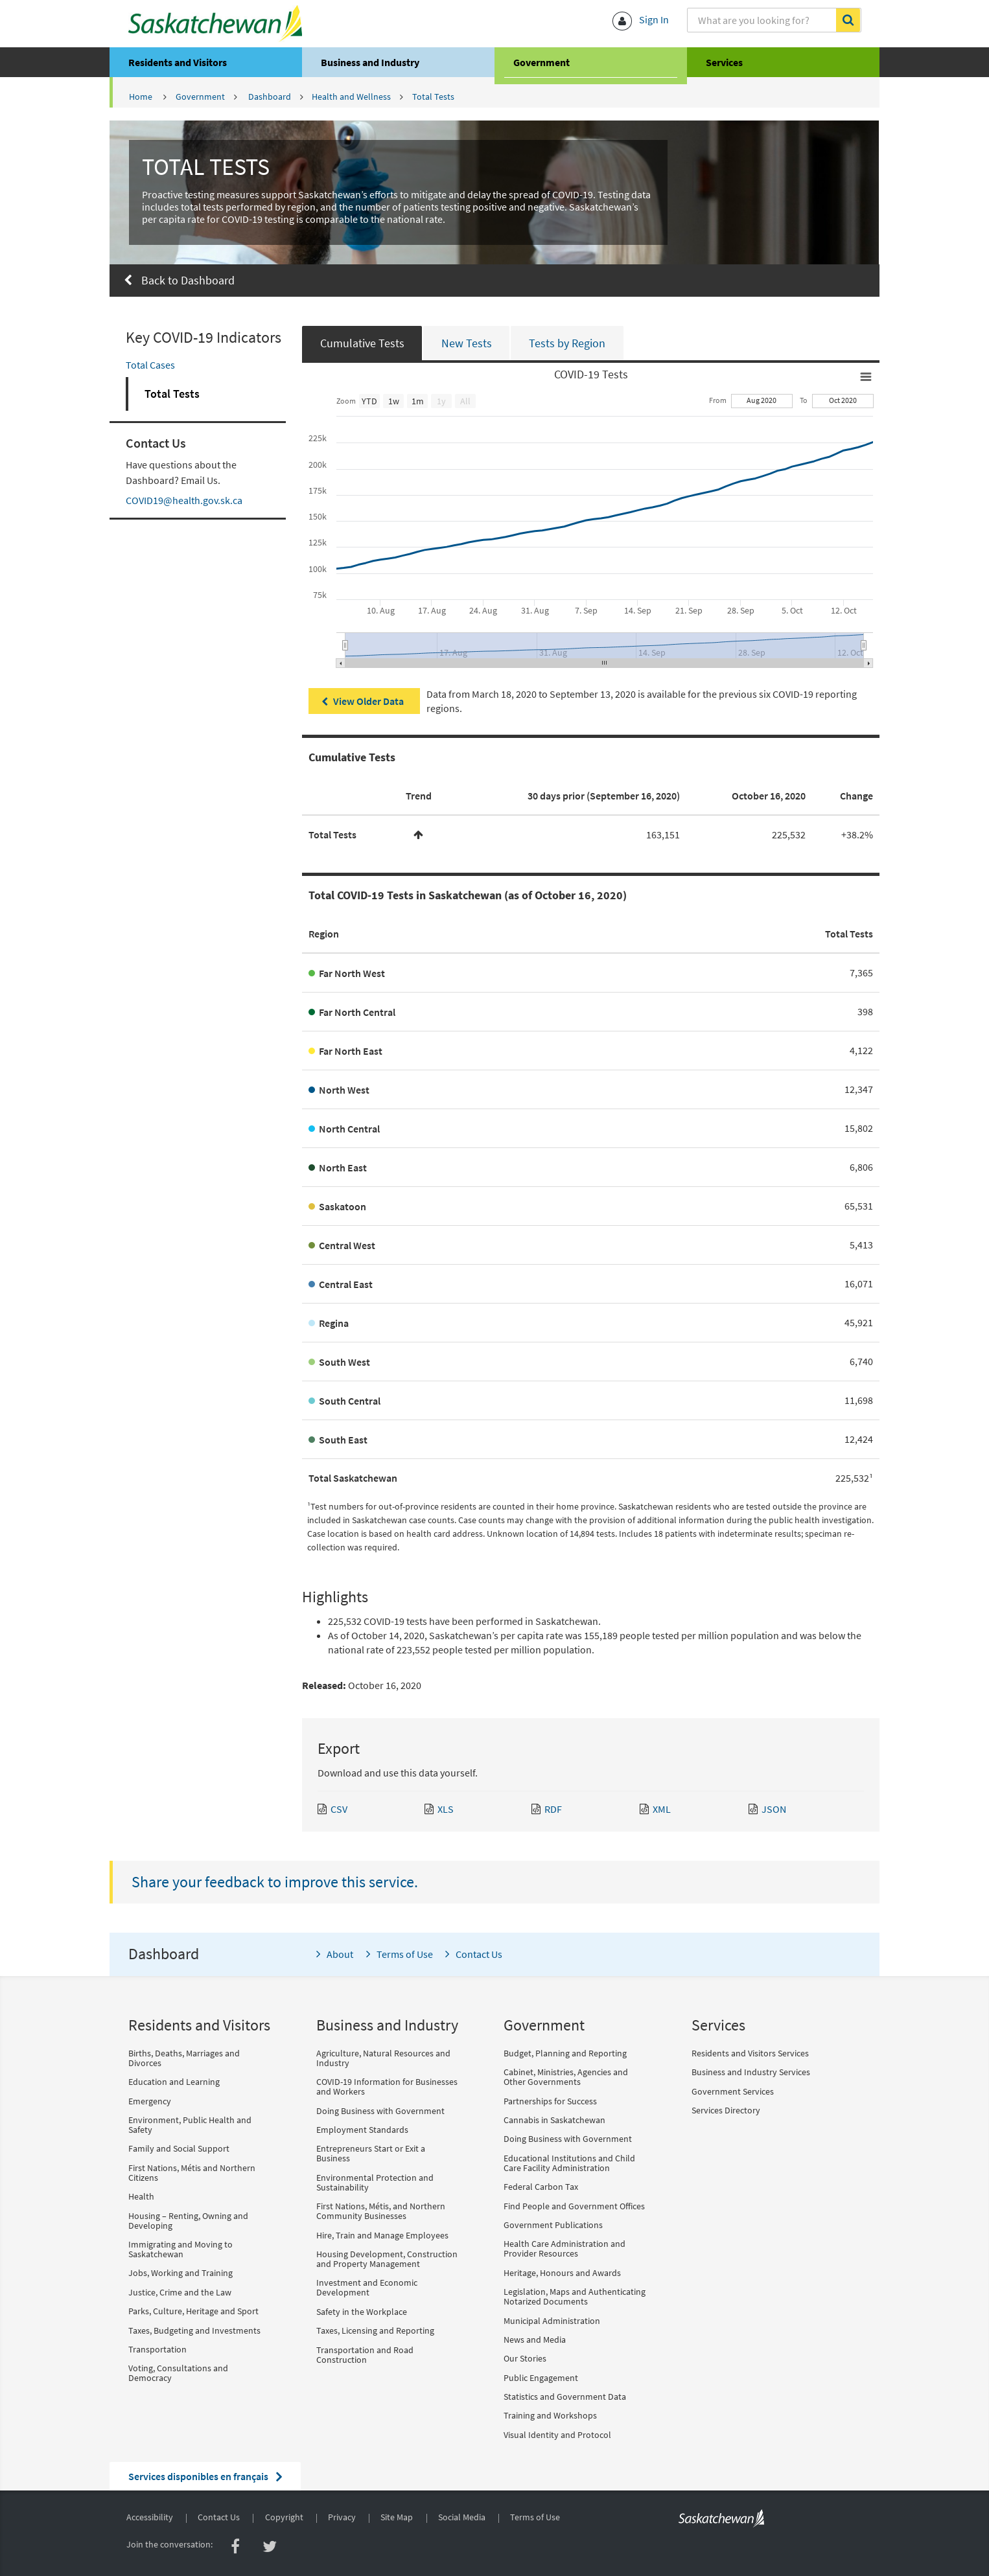 Saskatchewan
Sign In
What are you looking for?
Residents and Visitors
Business and Industry
Government
Services
Home > Government > Dashboard > Health and Wellness > Total Tests
TOTAL TESTS
Proactive testing measures support Saskatchewan's efforts to mitigate and delay the spread of COVID-19. Testing data
includes total tests performed by region, and the number of patients testing positive and negative. Saskatchewan's
per capita rate for COVID-19 testing is comparable to the national rate.
Back to Dashboard
Key COVID-19 Indicators
Total Cases
Total Tests
Contact Us
Have questions about the
Dashboard? Email Us.
COVID19@health.gov.sk.ca
Cumulative Tests
New Tests
Tests by Region
COVID-19 Tests
Zoom YTD 1w 1m 1y All
From Aug 2020 To Oct 2020
225k
200k
175k
150k
125k
100k
75k
10. Aug 17. Aug 24. Aug 31. Aug 7. Sep 14. Sep 21. Sep 28. Sep 5. Oct 12. Oct
17. Aug 31. Aug 14. Sep 28. Sep 12. Oct
View Older Data
Data from March 18, 2020 to September 13, 2020 is available for the previous six COVID-19 reporting
regions.
Cumulative Tests
Trend 30 days prior (September 16, 2020) October 16, 2020 Change
Total Tests 163,151 225,532 +38.2%
Total COVID-19 Tests in Saskatchewan (as of October 16, 2020)
Region Total Tests
Far North West 7,365
Far North Central 398
Far North East 4,122
North West 12,347
North Central 15,802
North East 6,806
Saskatoon 65,531
Central West 5,413
Central East 16,071
Regina 45,921
South West 6,740
South Central 11,698
South East 12,424
Total Saskatchewan 225,532¹
¹Test numbers for out-of-province residents are counted in their home province. Saskatchewan residents who are tested outside the province are
included in Saskatchewan case counts. Case counts may change with the provision of additional information during the public health investigation.
Case location is based on health card address. Unknown location of 14,894 tests. Includes 18 patients with indeterminate results; speciman re-
collection was required.
Highlights
• 225,532 COVID-19 tests have been performed in Saskatchewan.
• As of October 14, 2020, Saskatchewan's per capita rate was 155,189 people tested per million population and was below the
national rate of 223,552 people tested per million population.
Released: October 16, 2020
Export
Download and use this data yourself.
CSV XLS RDF XML JSON
Share your feedback to improve this service.
Dashboard
About
Terms of Use
Contact Us
Residents and Visitors
Births, Deaths, Marriages and
Divorces
Education and Learning
Emergency
Environment, Public Health and
Safety
Family and Social Support
First Nations, Métis and Northern
Citizens
Health
Housing – Renting, Owning and
Developing
Immigrating and Moving to
Saskatchewan
Jobs, Working and Training
Justice, Crime and the Law
Parks, Culture, Heritage and Sport
Taxes, Budgeting and Investments
Transportation
Voting, Consultations and
Democracy
Business and Industry
Agriculture, Natural Resources and
Industry
COVID-19 Information for Businesses
and Workers
Doing Business with Government
Employment Standards
Entrepreneurs Start or Exit a
Business
Environmental Protection and
Sustainability
First Nations, Métis, and Northern
Community Businesses
Hire, Train and Manage Employees
Housing Development, Construction
and Property Management
Investment and Economic
Development
Safety in the Workplace
Taxes, Licensing and Reporting
Transportation and Road
Construction
Government
Budget, Planning and Reporting
Cabinet, Ministries, Agencies and
Other Governments
Partnerships for Success
Cannabis in Saskatchewan
Doing Business with Government
Educational Institutions and Child
Care Facility Administration
Federal Carbon Tax
Find People and Government Offices
Government Publications
Health Care Administration and
Provider Resources
Heritage, Honours and Awards
Legislation, Maps and Authenticating
Notarized Documents
Municipal Administration
News and Media
Our Stories
Public Engagement
Statistics and Government Data
Training and Workshops
Visual Identity and Protocol
Services
Residents and Visitors Services
Business and Industry Services
Government Services
Services Directory
Services disponibles en français
Accessibility | Contact Us | Copyright | Privacy | Site Map | Social Media | Terms of Use
Saskatchewan
Join the conversation: